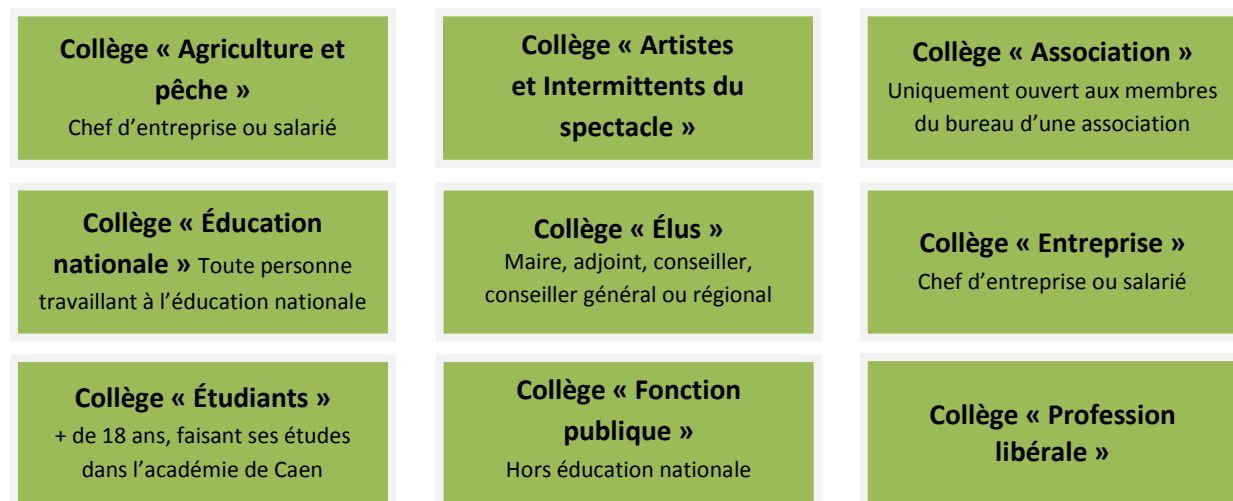 Collège « Agriculture et
pêche »
Chef d’entreprise ou salarié
Collège « Artistes
et Intermittents du
spectacle »
Collège « Association »
Uniquement ouvert aux membres
du bureau d’une association
Collège « Éducation
nationale » Toute personne
travaillant à l’éducation nationale
Collège « Élus »
Maire, adjoint, conseiller,
conseiller général ou régional
Collège « Entreprise »
Chef d’entreprise ou salarié
Collège « Étudiants »
+ de 18 ans, faisant ses études
dans l’académie de Caen
Collège « Fonction
publique »
Hors éducation nationale
Collège « Profession
libérale »